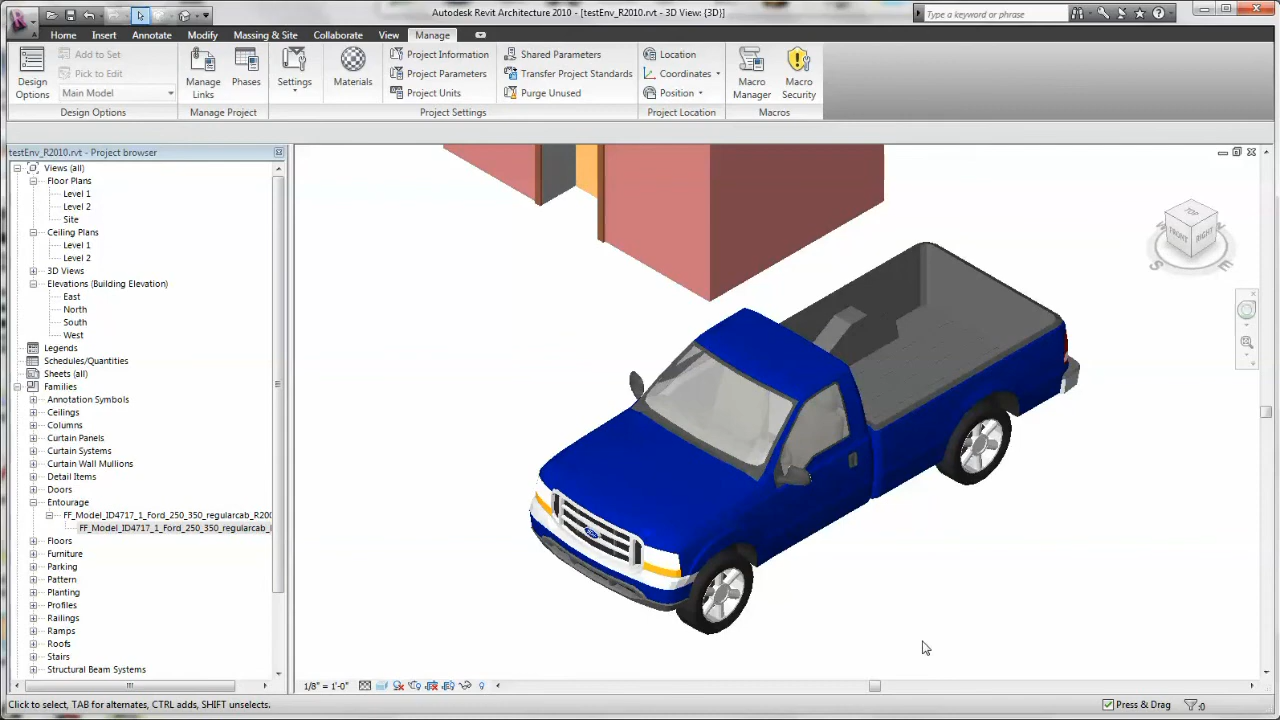 Autodesk Revit Architecture 2010 - [testEnv_R2010.rvt - 3D View: {3D}]
Type a keyword or phrase
Home Insert Annotate Modify Massing & Site Collaborate View Manage
Design Options
Add to Set
Pick to Edit
Main Model
Manage Links
Phases
Settings
Materials
Project Information
Project Parameters
Project Units
Shared Parameters
Transfer Project Standards
Purge Unused
Location
Coordinates
Position
Macro Manager
Macro Security
Design Options Manage Project Project Settings Project Location Macros
testEnv_R2010.rvt - Project browser
Views (all)
Floor Plans
Level 1
Level 2
Site
Ceiling Plans
Level 1
Level 2
3D Views
Elevations (Building Elevation)
East
North
South
West
Legends
Schedules/Quantities
Sheets (all)
Families
Annotation Symbols
Ceilings
Columns
Curtain Panels
Curtain Systems
Curtain Wall Mullions
Detail Items
Doors
Entourage
FF_Model_ID4717_1_Ford_250_350_regularcab_R200
FF_Model_ID4717_1_Ford_250_350_regularcab_
Floors
Furniture
Parking
Pattern
Planting
Profiles
Railings
Ramps
Roofs
Stairs
Structural Beam Systems
TOP
FRONT RIGHT
S E
1/8" = 1'-0"
Click to select, TAB for alternates, CTRL adds, SHIFT unselects.
Press & Drag
:0